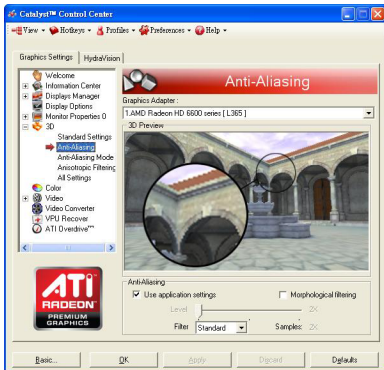 Catalyst™ Control Center
View Hotkeys Profiles Preferences Help
Graphics Settings HydraVision
Welcome
Information Center
Displays Manager
Display Options
Monitor Properties 0
3D
Standard Settings
Anti-Aliasing
Anti-Aliasing Mode
Anisotropic Filtering
All Settings
Color
Video
Video Converter
VPU Recover
ATI Overdrive™
ATI
RADEON
PREMIUM
GRAPHICS
Anti-Aliasing
Graphics Adapter :
1.AMD Radeon HD 6600 series [ L365 ]
3D Preview
Anti-Aliasing
Use application settings Morphological filtering
Level 2X
Filter Standard Samples: 2X
Basic... OK Apply Discard Defaults